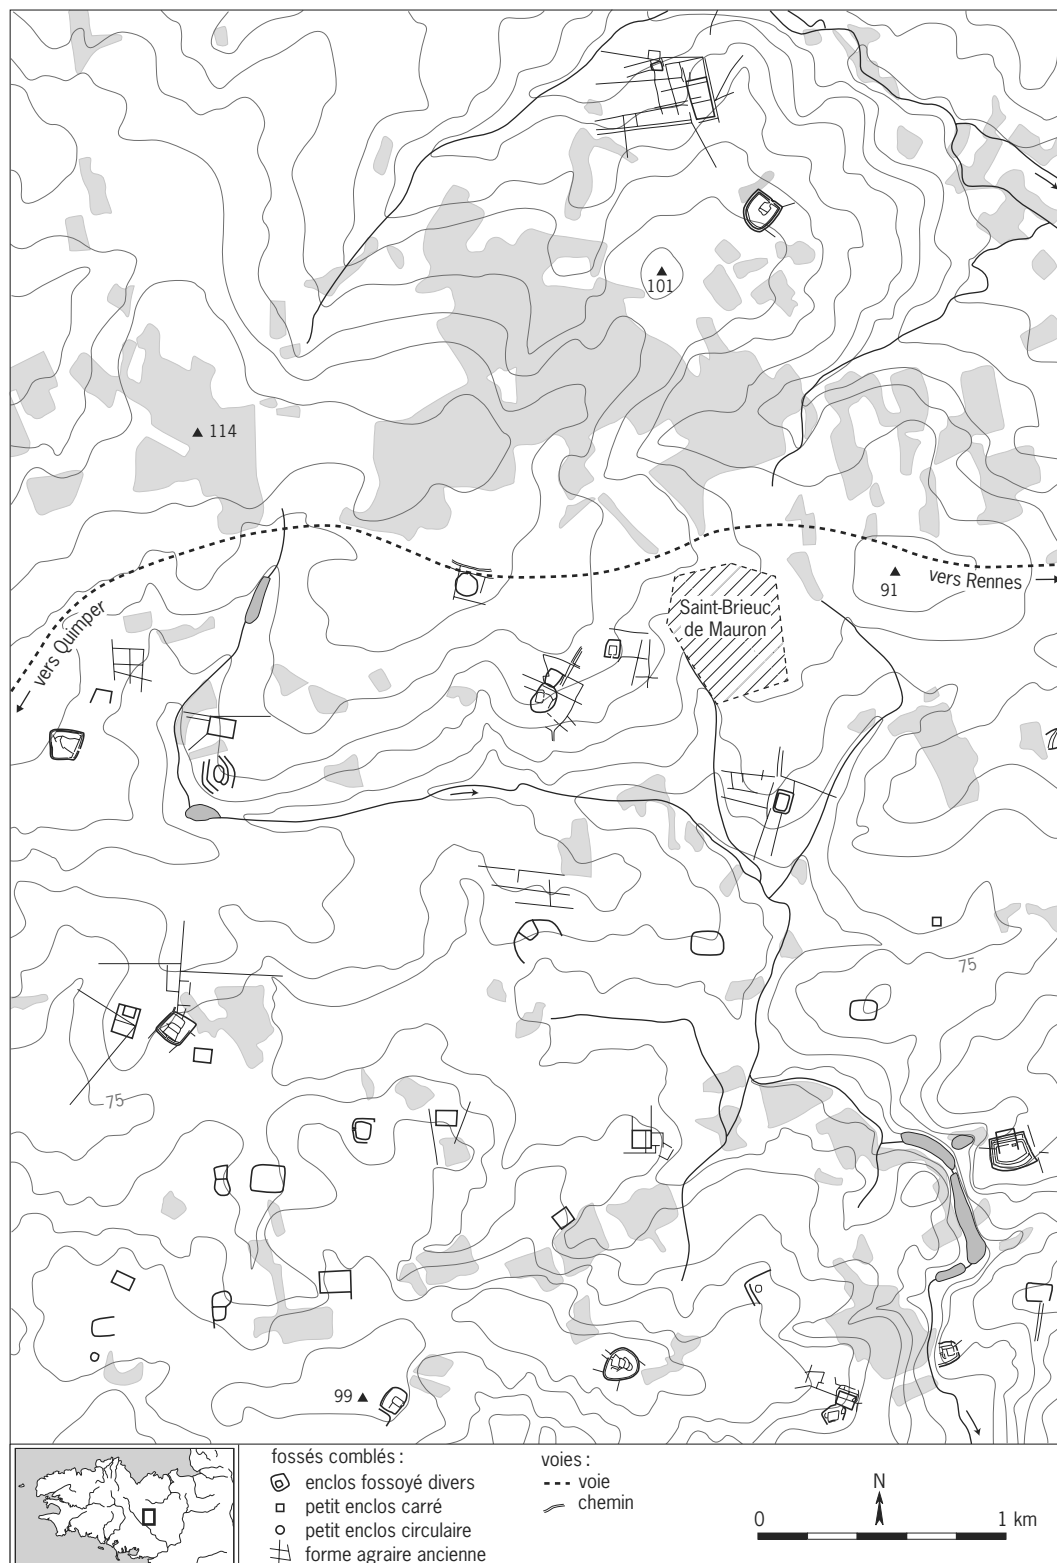 101
114
91
vers Rennes
vers Quimper
Saint-Brieuc
de Mauron
75
75
99
fossés comblés :
enclos fossoyé divers
petit enclos carré
petit enclos circulaire
forme agraire ancienne
voies :
voie
chemin
N
0
1 km